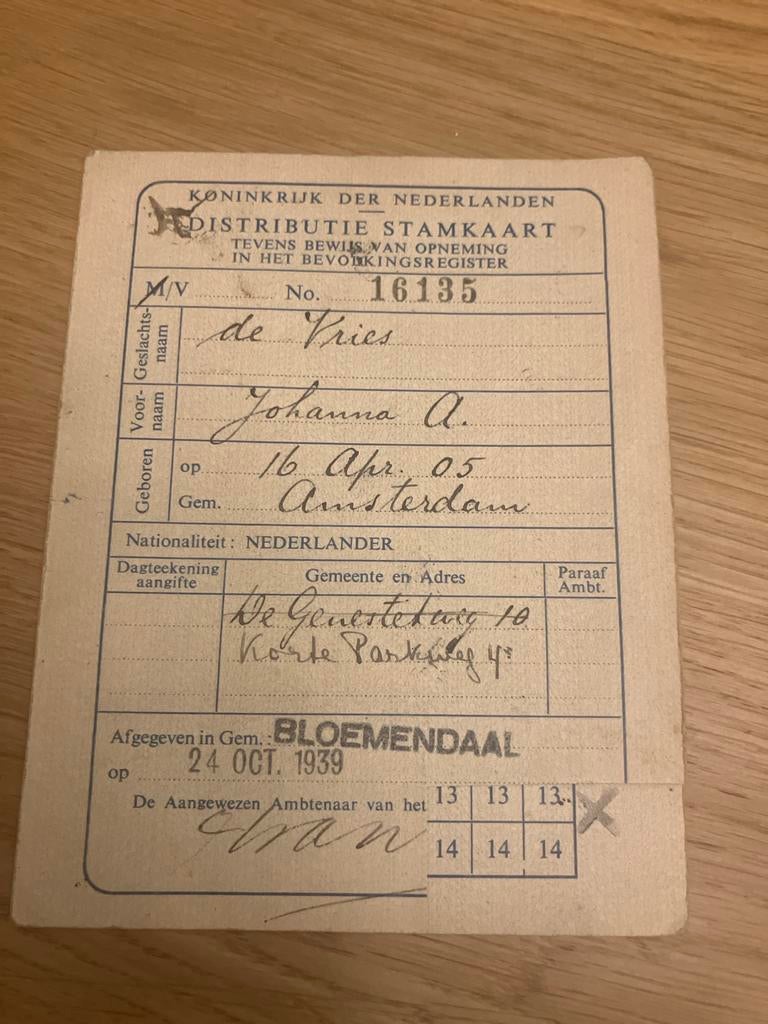 KONINKRIJK DER NEDERLANDEN
DISTRIBUTIE STAMKAART
TEVENS BEWIJS VAN OPNEMING
IN HET BEVOLKINGSREGISTER
M/V No. 16135
Geslachts-
naam
de Vries
Voor-
naam
Johanna A.
Geboren
op 16 Apr. 05
Gem. Amsterdam
Nationaliteit: NEDERLANDER
Dagteekening
aangifte
Gemeente en Adres
Paraaf
Ambt.
De Genestetweg 10
Korte Parkweg 4
Afgegeven in Gem.: BLOEMENDAAL
op 24 OCT. 1939
De Aangewezen Ambtenaar van het
13 13 13
14 14 14